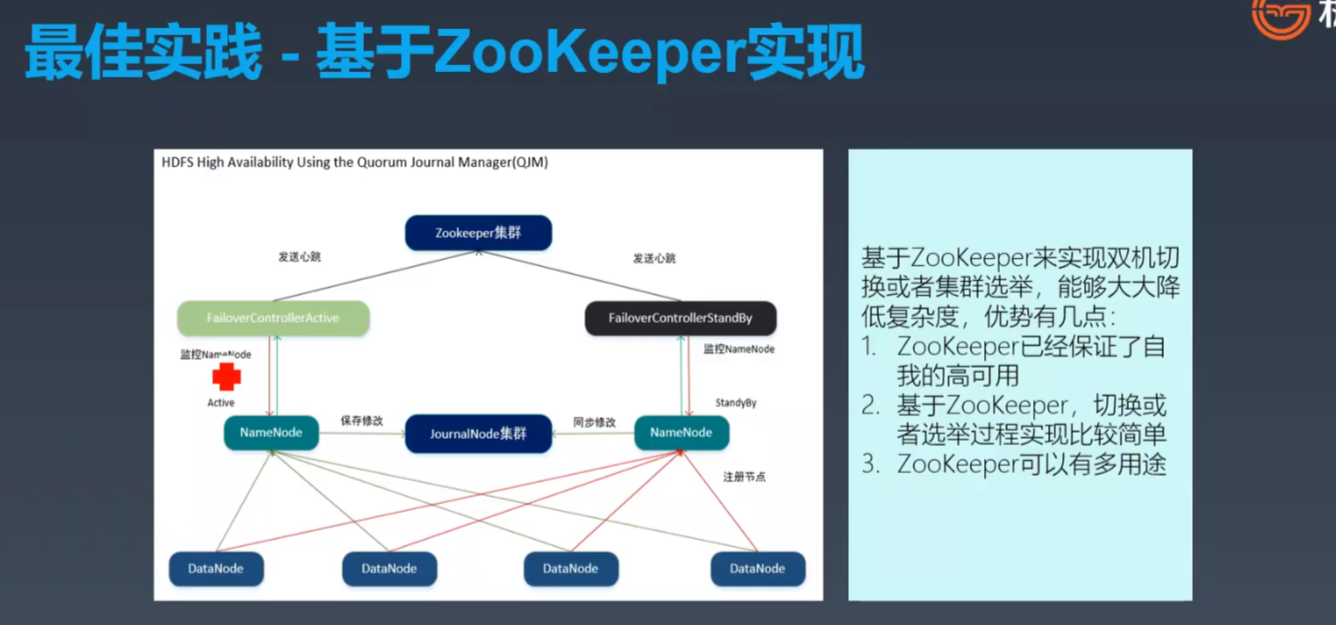 最佳实践 - 基于ZooKeeper实现
HDFS High Availability Using the Quorum Journal Manager(QJM)
Zookeeper集群
发送心跳
发送心跳
FailoverControllerActive
FailoverControllerStandBy
监控NameNode
监控NameNode
Active
StandyBy
NameNode
保存修改
JournalNode集群
同步修改
NameNode
注册节点
DataNode
DataNode
DataNode
DataNode
基于ZooKeeper来实现双机切
换或者集群选举，能够大大降
低复杂度，优势有几点：
1. ZooKeeper已经保证了自
我的高可用
2. 基于ZooKeeper，切换或
者选举过程实现比较简单
3. ZooKeeper可以有多用途